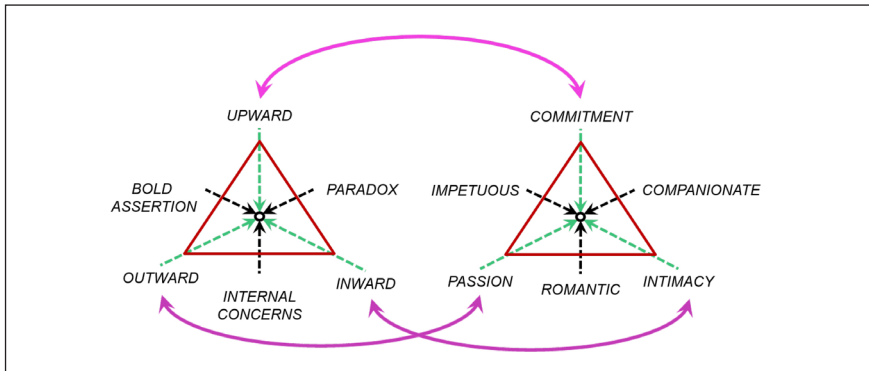 UPWARD
COMMITMENT
BOLD
ASSERTION
PARADOX
IMPETUOUS
COMPANIONATE
OUTWARD
INTERNAL
CONCERNS
INWARD
PASSION
ROMANTIC
INTIMACY